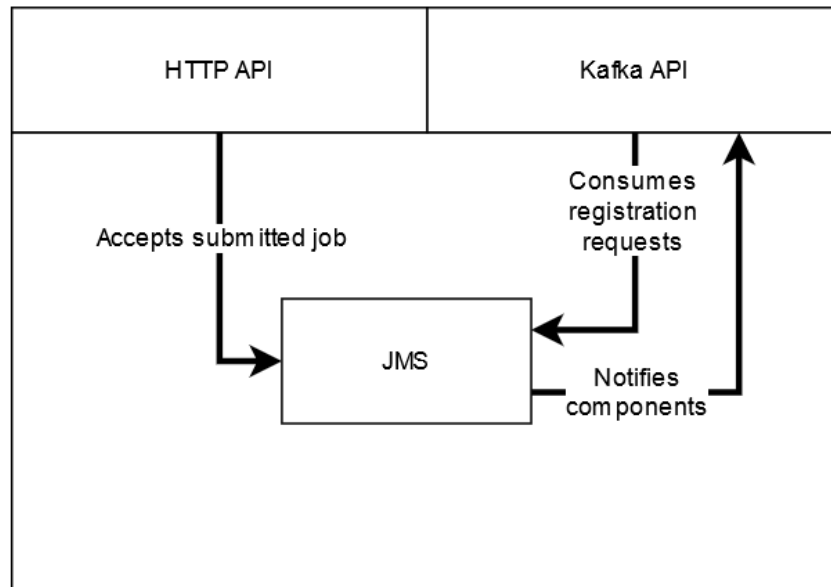 HTTP API
Kafka API
Consumes
registration
requests
Accepts submitted job
JMS
Notifies
components